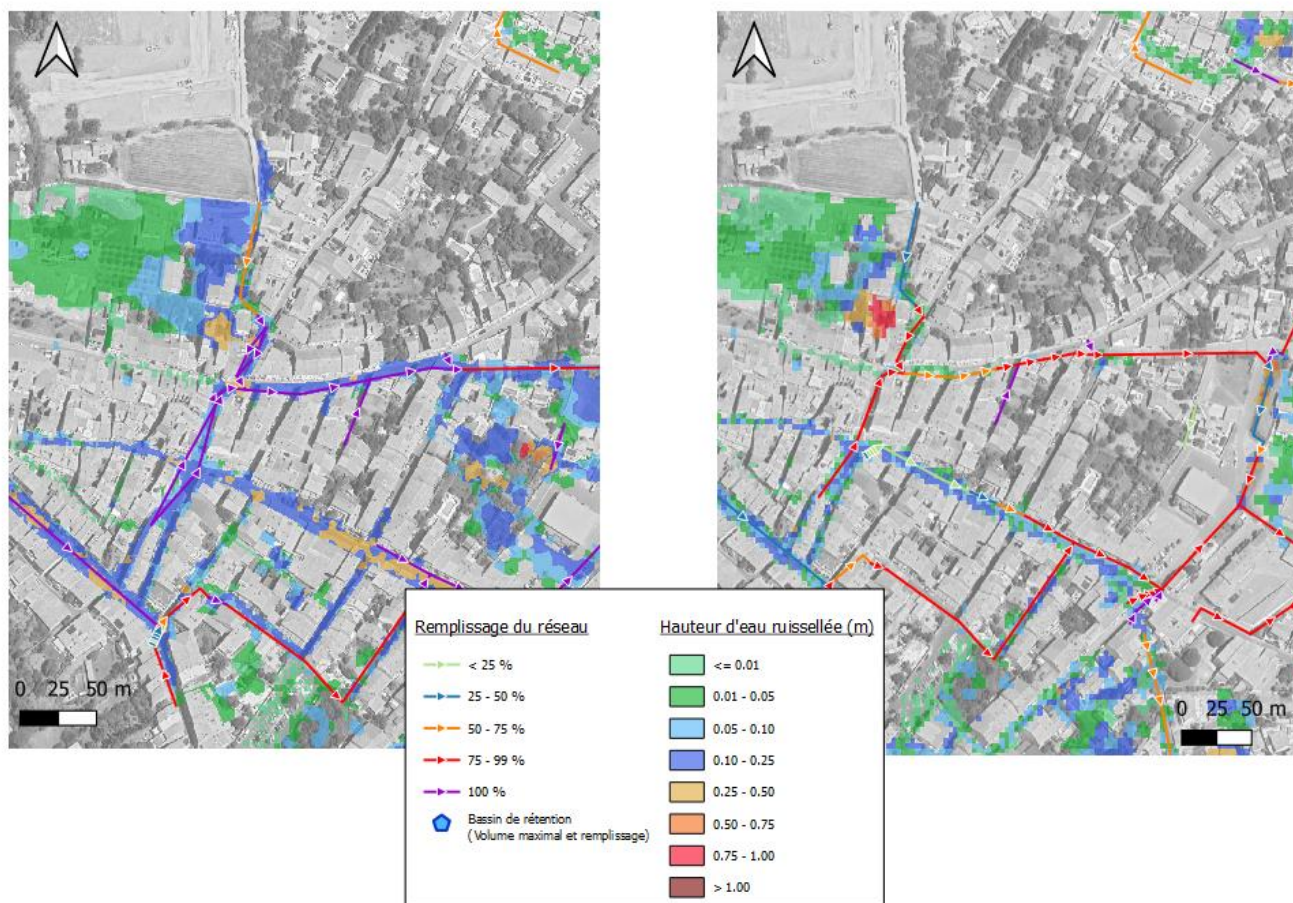 0 25 50 m
0 25 50 m
Remplissage du réseau
< 25 %
25 - 50 %
50 - 75 %
75 - 99 %
100 %
Bassin de rétention
(Volume maximal et remplissage)
Hauteur d'eau ruissellée (m)
<= 0.01
0.01 - 0.05
0.05 - 0.10
0.10 - 0.25
0.25 - 0.50
0.50 - 0.75
0.75 - 1.00
> 1.00